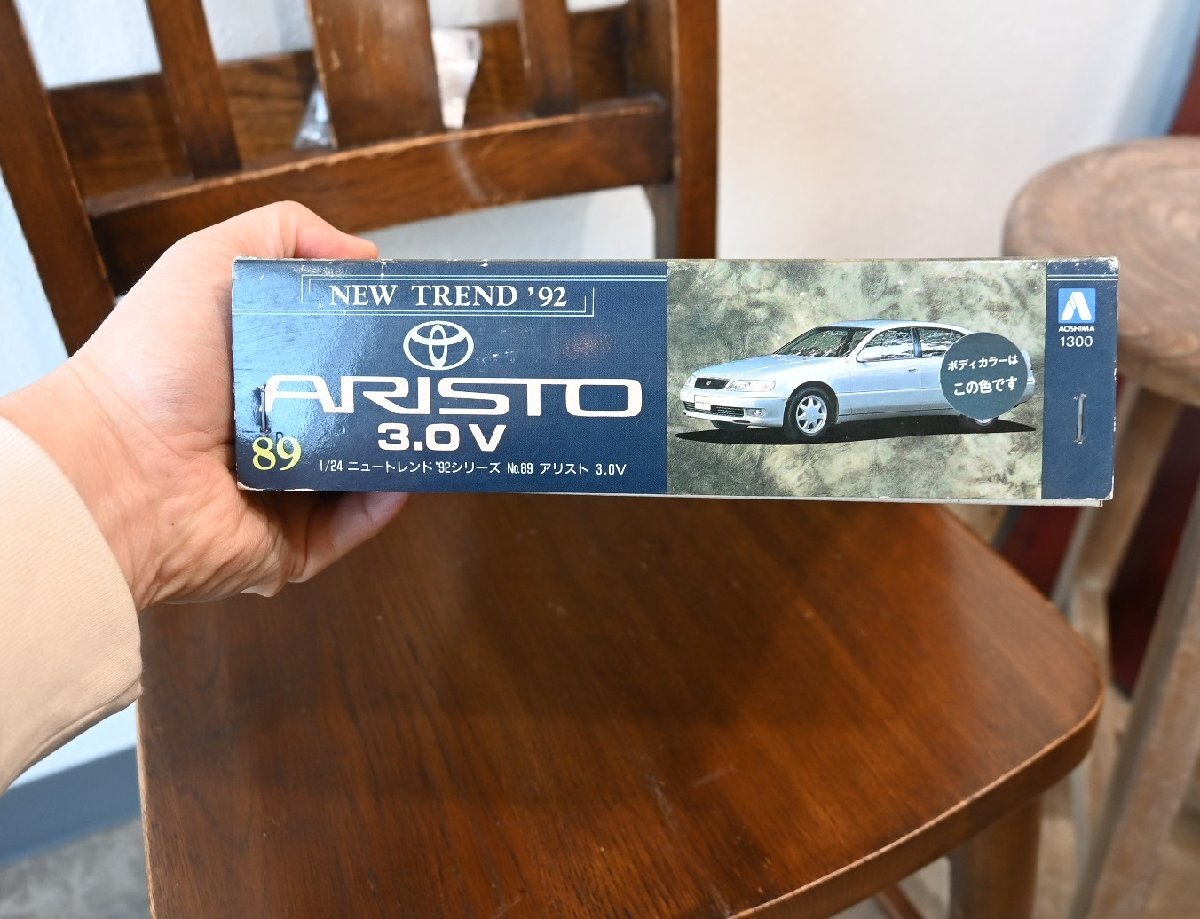 NEW TREND '92
ARISTO
3.0V
89
1/24 ニュートレンド'92シリーズ No.89 アリスト 3.0V
ボディカラーは
この色です
AOSHIMA
1300